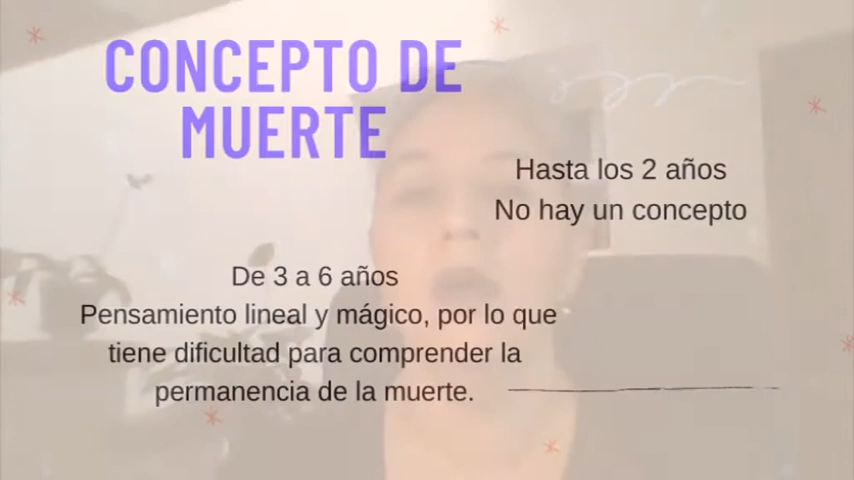 CONCEPTO DE
MUERTE
Hasta los 2 años
No hay un concepto
De 3 a 6 años
Pensamiento lineal y mágico, por lo que
tiene dificultad para comprender la
permanencia de la muerte.